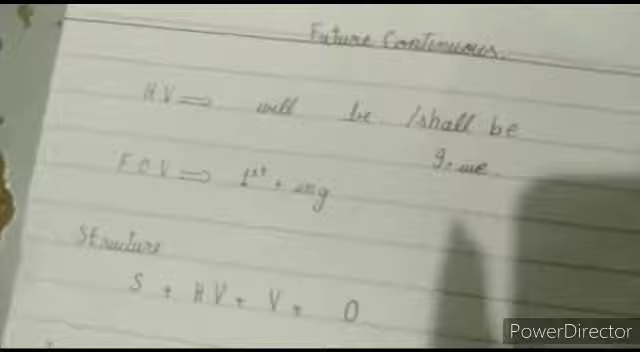 Future Continuous.
H V ⇒ will be /shall be
I, we.
F O V ⇒ 1st + ing
Structure
S + H V + V + O
PowerDirector